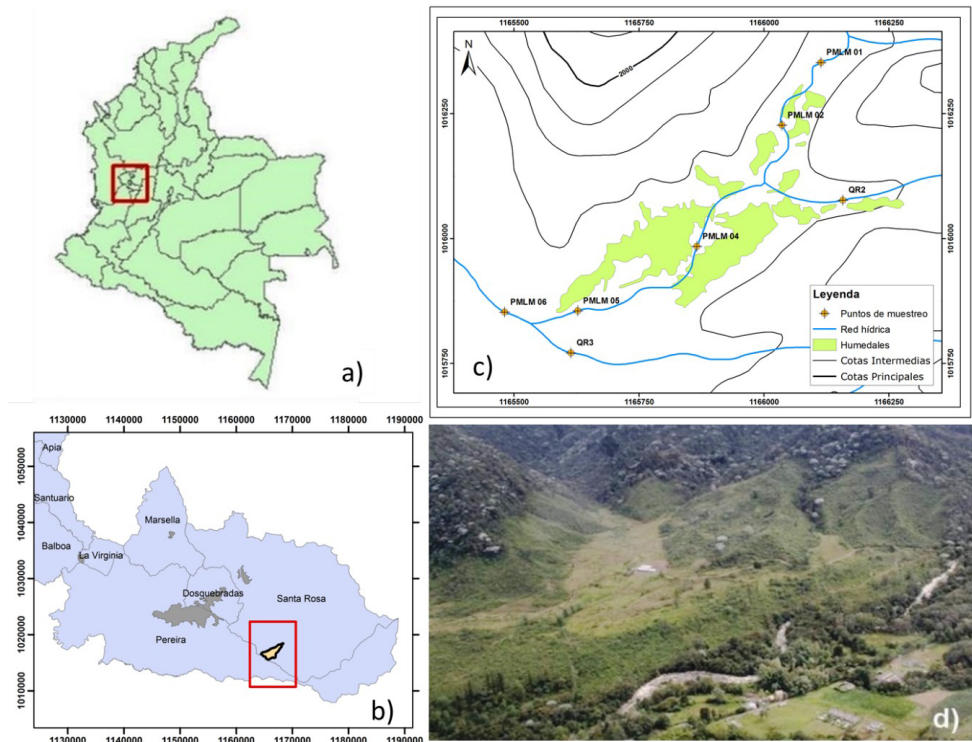 a)
1130000 1140000 1150000 1160000 1170000 1180000 1190000
1050000
1040000
1030000
1020000
1010000
Apia
Santuario
Balboa
La Virginia
Marsella
Dosquebradas
Santa Rosa
Pereira
b)
1130000 1140000 1150000 1160000 1170000 1180000 1190000
1165500 1165750 1166000 1166250
N
2000
PMLM 01
1016250
1016250
PMLM 02
QR2
PMLM 04
1016000
1016000
PMLM 06
PMLM 05
QR3
1015750
1015750
c)
Leyenda
Puntos de muestreo
Red hídrica
Humedales
Cotas Intermedias
Cotas Principales
1165500 1165750 1166000 1166250
d)